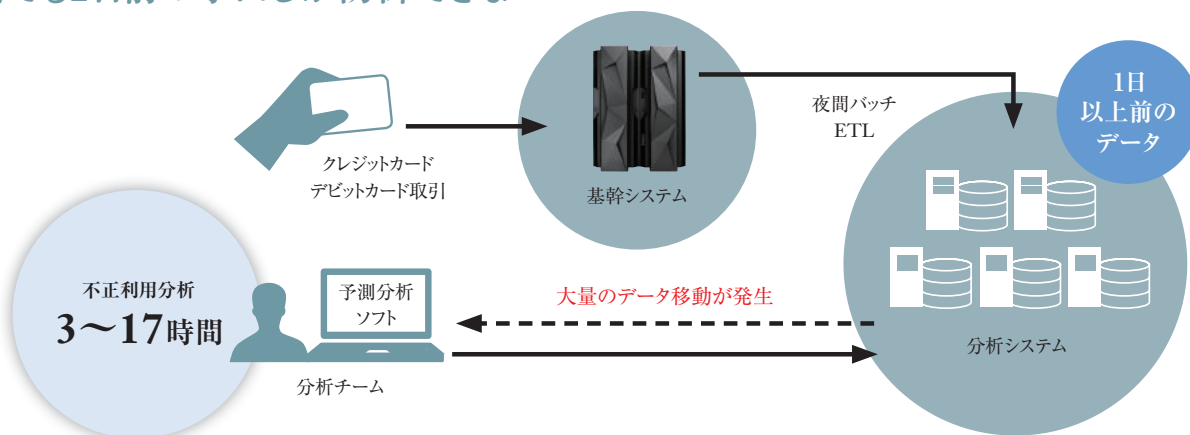 クレジットカード
デビットカード取引
基幹システム
夜間バッチ
ETL
1日
以上前の
データ
不正利用分析
3〜17時間
予測分析
ソフト
分析チーム
大量のデータ移動が発生
分析システム